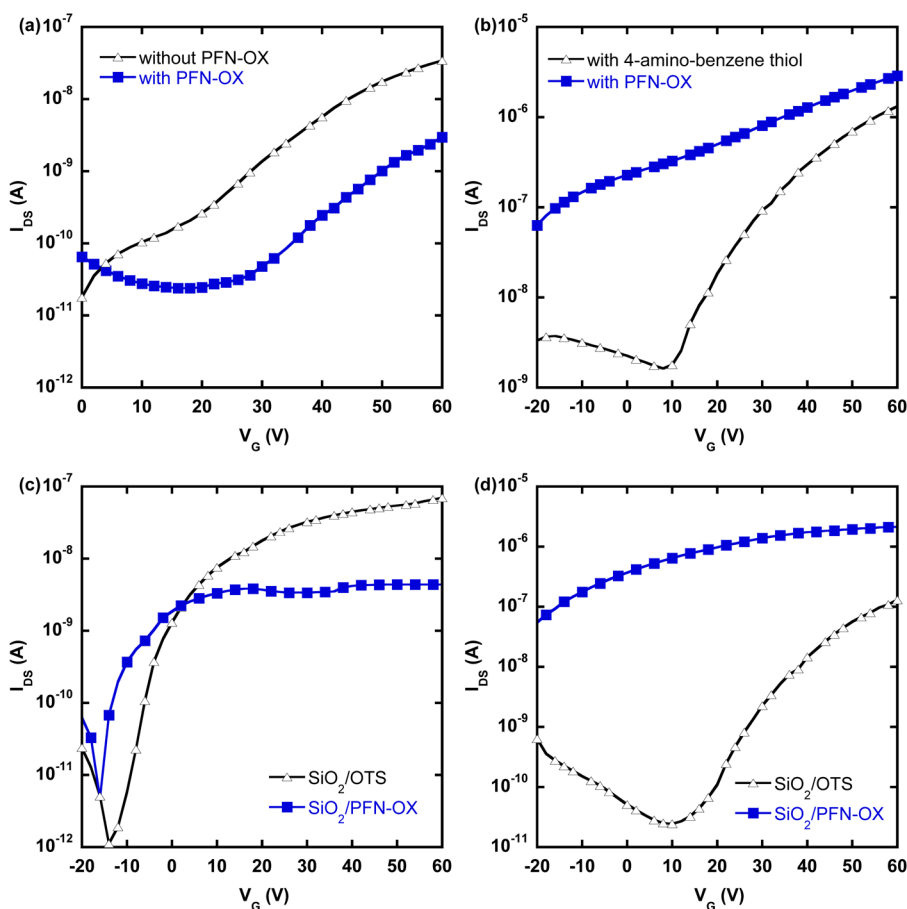 (a)
without PFN-OX
with PFN-OX
10⁻⁷
10⁻⁸
10⁻⁹
10⁻¹⁰
10⁻¹¹
10⁻¹²
I_DS (A)
0 10 20 30 40 50 60
V_G (V)
(b)
with 4-amino-benzene thiol
with PFN-OX
10⁻⁵
10⁻⁶
10⁻⁷
10⁻⁸
10⁻⁹
I_DS (A)
-20 -10 0 10 20 30 40 50 60
V_G (V)
(c)
10⁻⁷
10⁻⁸
10⁻⁹
10⁻¹⁰
10⁻¹¹
10⁻¹²
I_DS (A)
SiO₂/OTS
SiO₂/PFN-OX
-20 -10 0 10 20 30 40 50 60
V_G (V)
(d)
10⁻⁵
10⁻⁶
10⁻⁷
10⁻⁸
10⁻⁹
10⁻¹⁰
10⁻¹¹
I_DS (A)
SiO₂/OTS
SiO₂/PFN-OX
-20 -10 0 10 20 30 40 50 60
V_G (V)